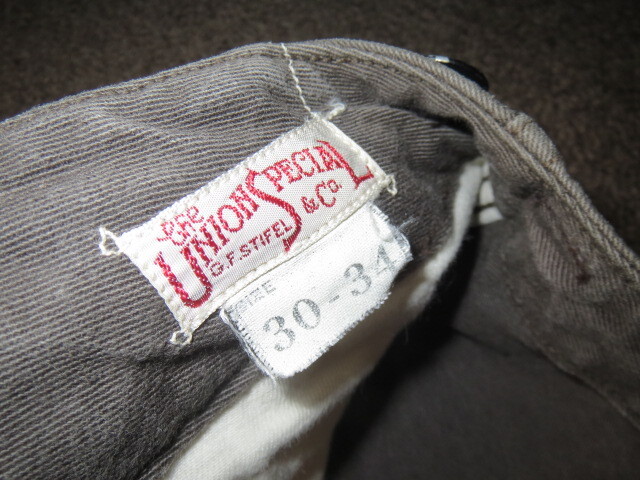 The
UNION SPECIAL
G.F. STIFEL & Co.
SIZE
30-34